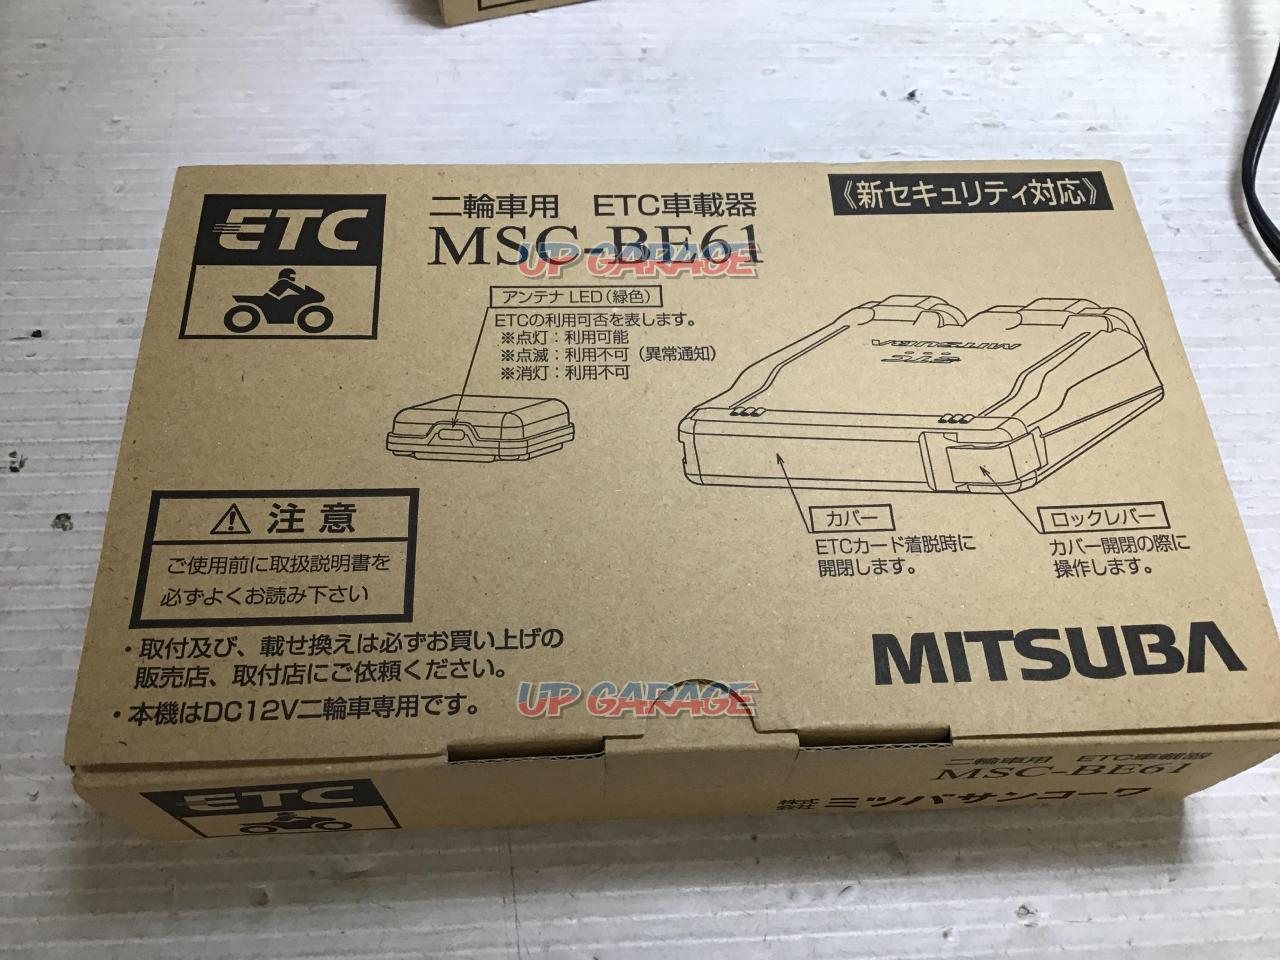 《新セキュリティ対応》
ETC
二輪車用 ETC車載器
MSC-BE61
UP GARAGE
アンテナ LED(緑色)
ETCの利用可否を表します。
※点灯：利用可能
※点滅：利用不可(異常通知)
※消灯：利用不可
MITSUBA
ETC
カバー
ETCカード着脱時に
開閉します。
ロックレバー
カバー開閉の際に
操作します。
⚠ 注意
ご使用前に取扱説明書を
必ずよくお読み下さい
・取付及び、載せ換えは必ずお買い上げの
販売店、取付店にご依頼ください。
・本機はDC12V二輪車専用です。
MITSUBA
UP GARAGE
ETC
二輪車用 ETC車載器
MSC-BE61
株式会社 ミツバサンコーワ